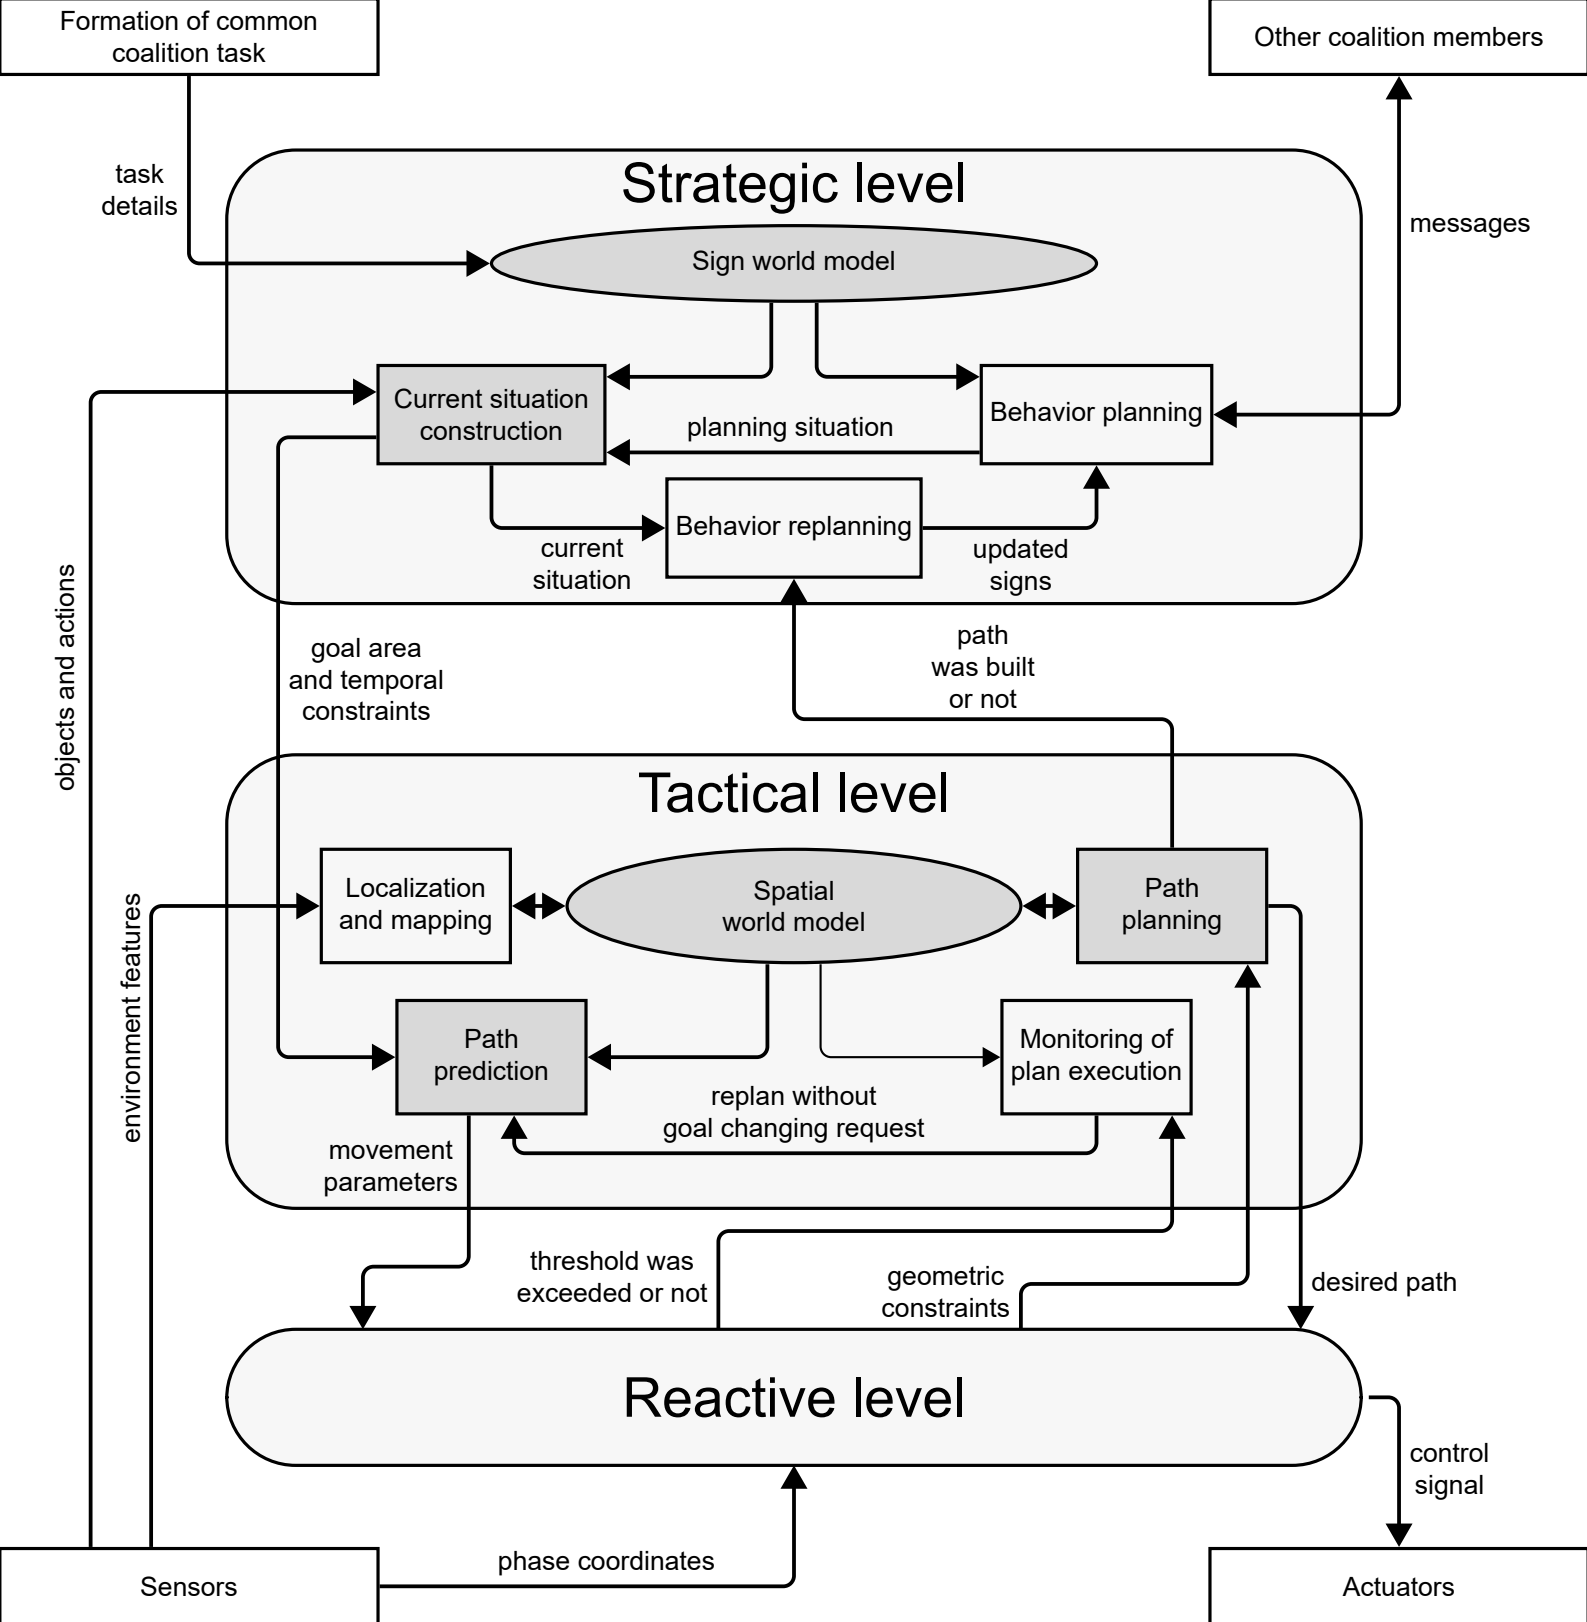 Formation of common
coalition task
Other coalition members
task
details
messages
Strategic level
Sign world model
Current situation
construction
planning situation
Behavior planning
Behavior replanning
current
situation
updated
signs
objects and actions
goal area
and temporal
constraints
path
was built
or not
Tactical level
environment features
Localization
and mapping
Spatial
world model
Path
planning
Path
prediction
Monitoring of
plan execution
replan without
goal changing request
movement
parameters
threshold was
exceeded or not
geometric
constraints
desired path
Reactive level
control
signal
phase coordinates
Sensors
Actuators